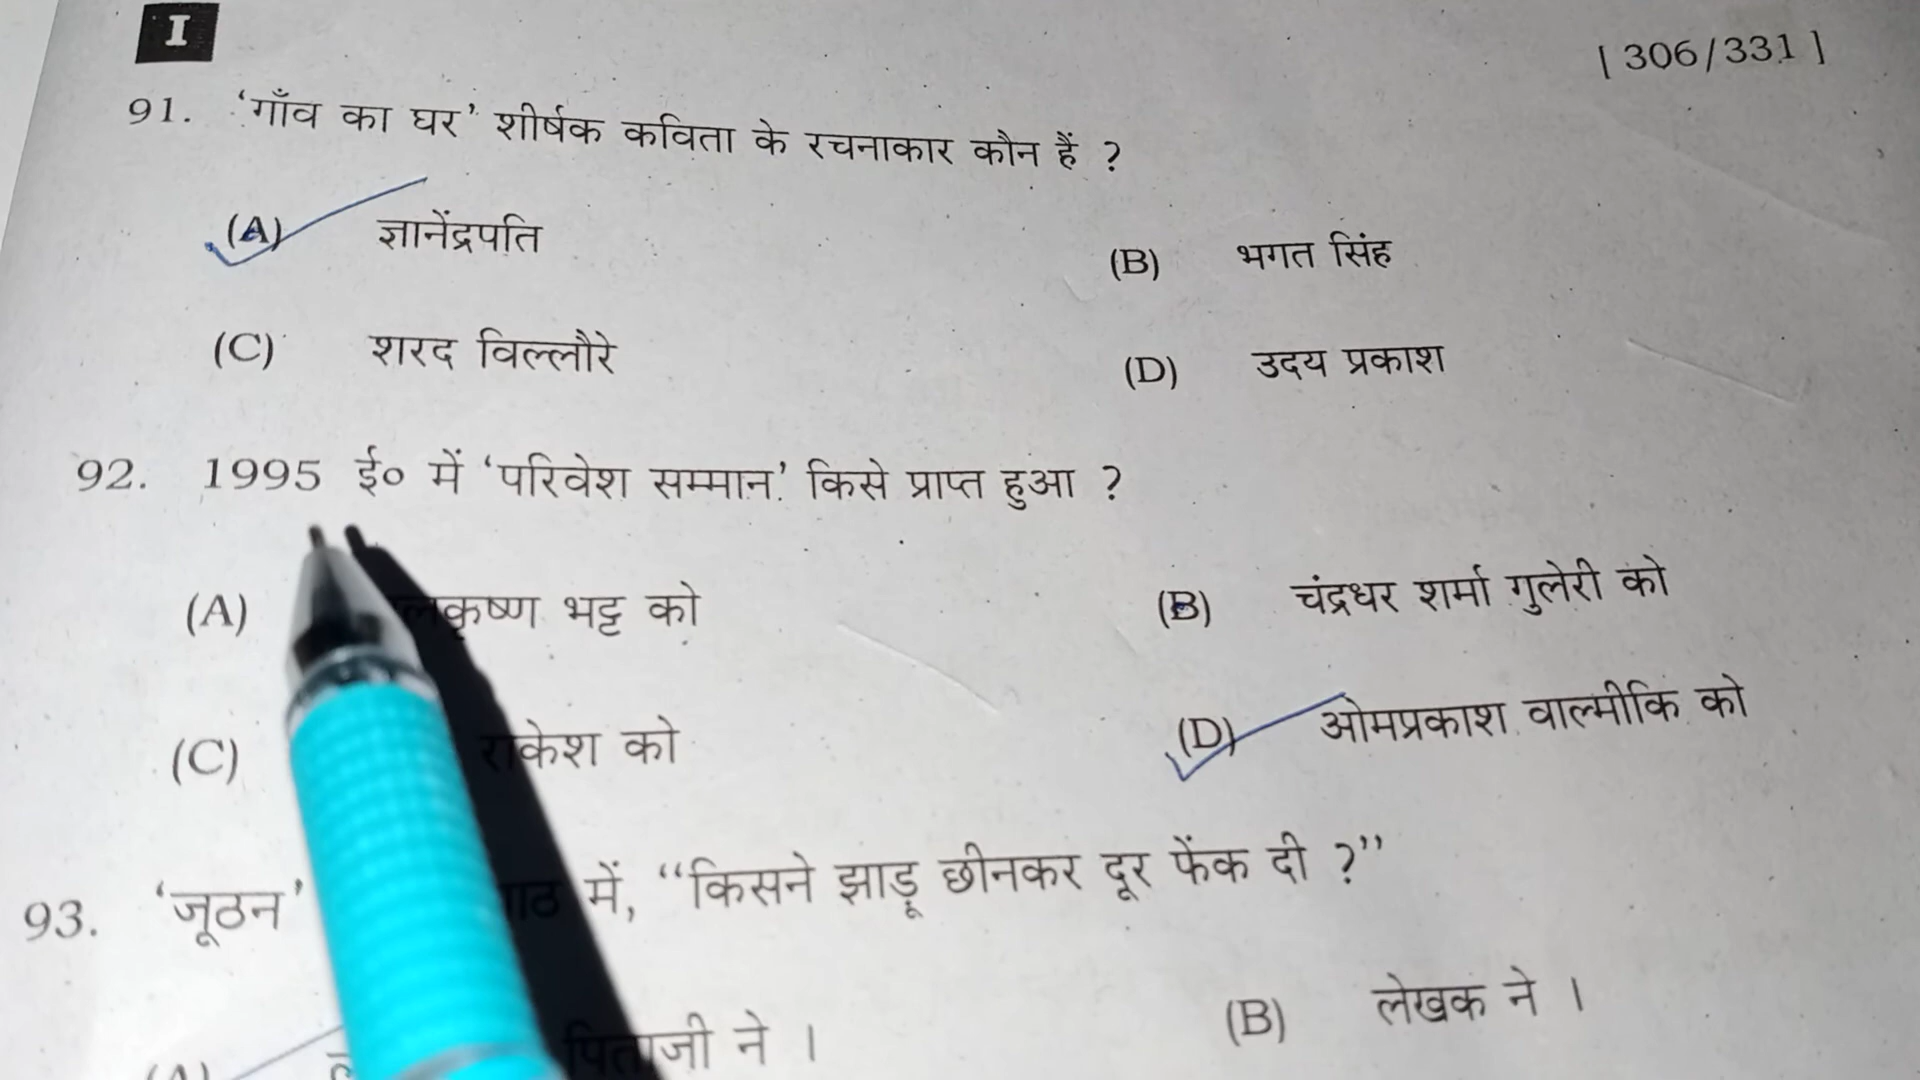 I
[ 306/331 ]
91. ‘गाँव का घर’ शीर्षक कविता के रचनाकार कौन हैं ?
(A) ज्ञानेंद्रपति
(B) भगत सिंह
(C) शरद विल्लौरे
(D) उदय प्रकाश
92. 1995 ई० में ‘परिवेश सम्मान’ किसे प्राप्त हुआ ?
(A) कृष्ण भट्ट को
(B) चंद्रधर शर्मा गुलेरी को
(C) राकेश को
(D) ओमप्रकाश वाल्मीकि को
93. ‘जूठन’ में, “किसने झाड़ू छीनकर दूर फेंक दी ?”
(A) पिताजी ने ।
(B) लेखक ने ।